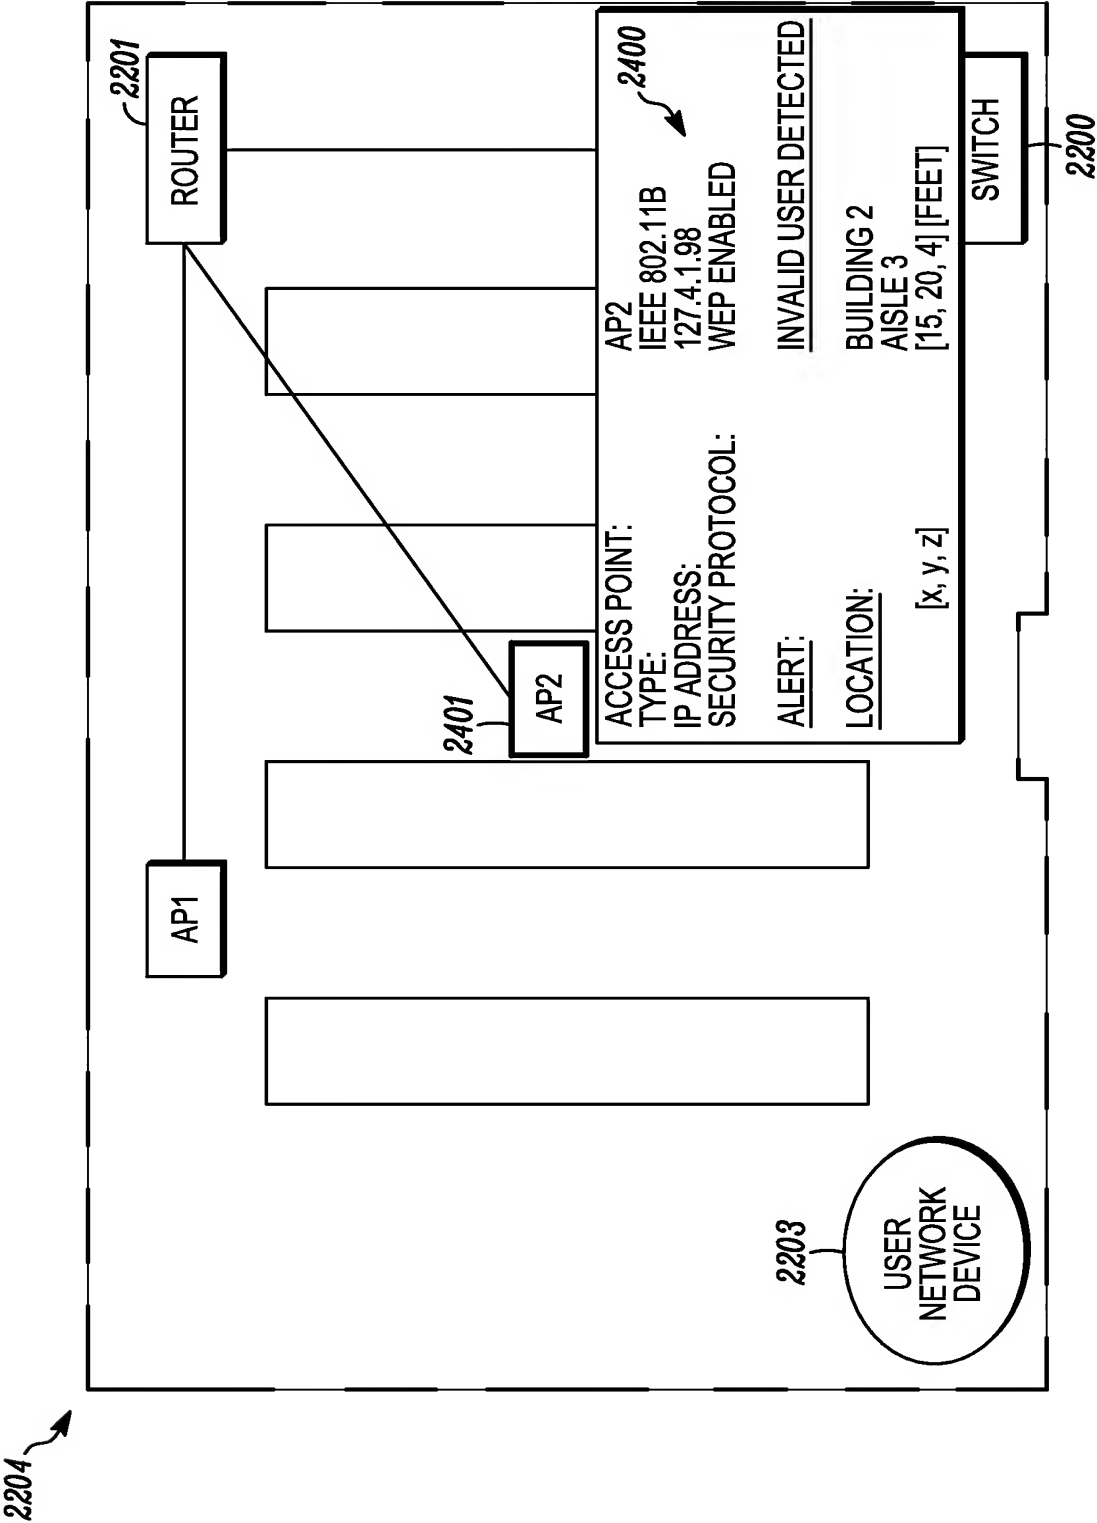 2204
2201
ROUTER
AP1
2401
AP2
2400
ACCESS POINT: AP2
TYPE: IEEE 802.11B
IP ADDRESS: 127.4.1.98
SECURITY PROTOCOL: WEP ENABLED
ALERT: INVALID USER DETECTED
LOCATION: BUILDING 2
AISLE 3
[x, y, z] [15, 20, 4] [FEET]
2203
USER
NETWORK
DEVICE
SWITCH
2200